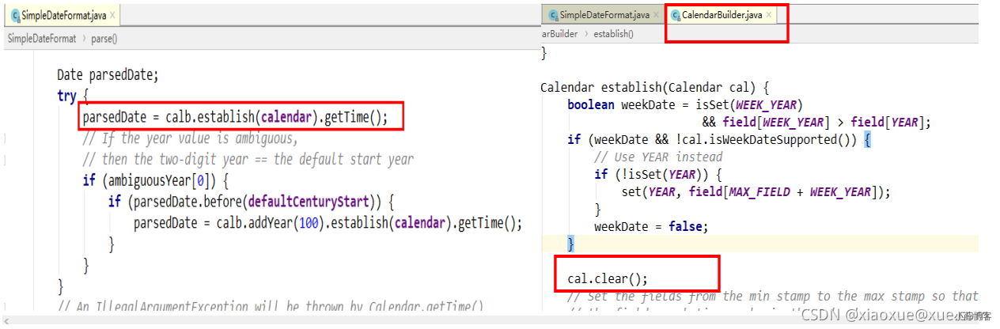 SimpleDateFormat.java ×
SimpleDateFormat › parse()
Date parsedDate;
try {
parsedDate = calb.establish(calendar).getTime();
// If the year value is ambiguous,
// then the two-digit year == the default start year
if (ambiguousYear[0]) {
if (parsedDate.before(defaultCenturyStart)) {
parsedDate = calb.addYear(100).establish(calendar).getTime();
}
}
}
// An IllegalArgumentException will be thrown by Calendar.getTime()
SimpleDateFormat.java × CalendarBuilder.java ×
arBuilder › establish()
}
Calendar establish(Calendar cal) {
boolean weekDate = isSet(WEEK_YEAR)
&& field[WEEK_YEAR] > field[YEAR];
if (weekDate && !cal.isWeekDateSupported()) {
// Use YEAR instead
if (!isSet(YEAR)) {
set(YEAR, field[MAX_FIELD + WEEK_YEAR]);
}
weekDate = false;
}
cal.clear();
// Set the fields from the min stamp to the max stamp so that
CSDN @xiaoxue@xue